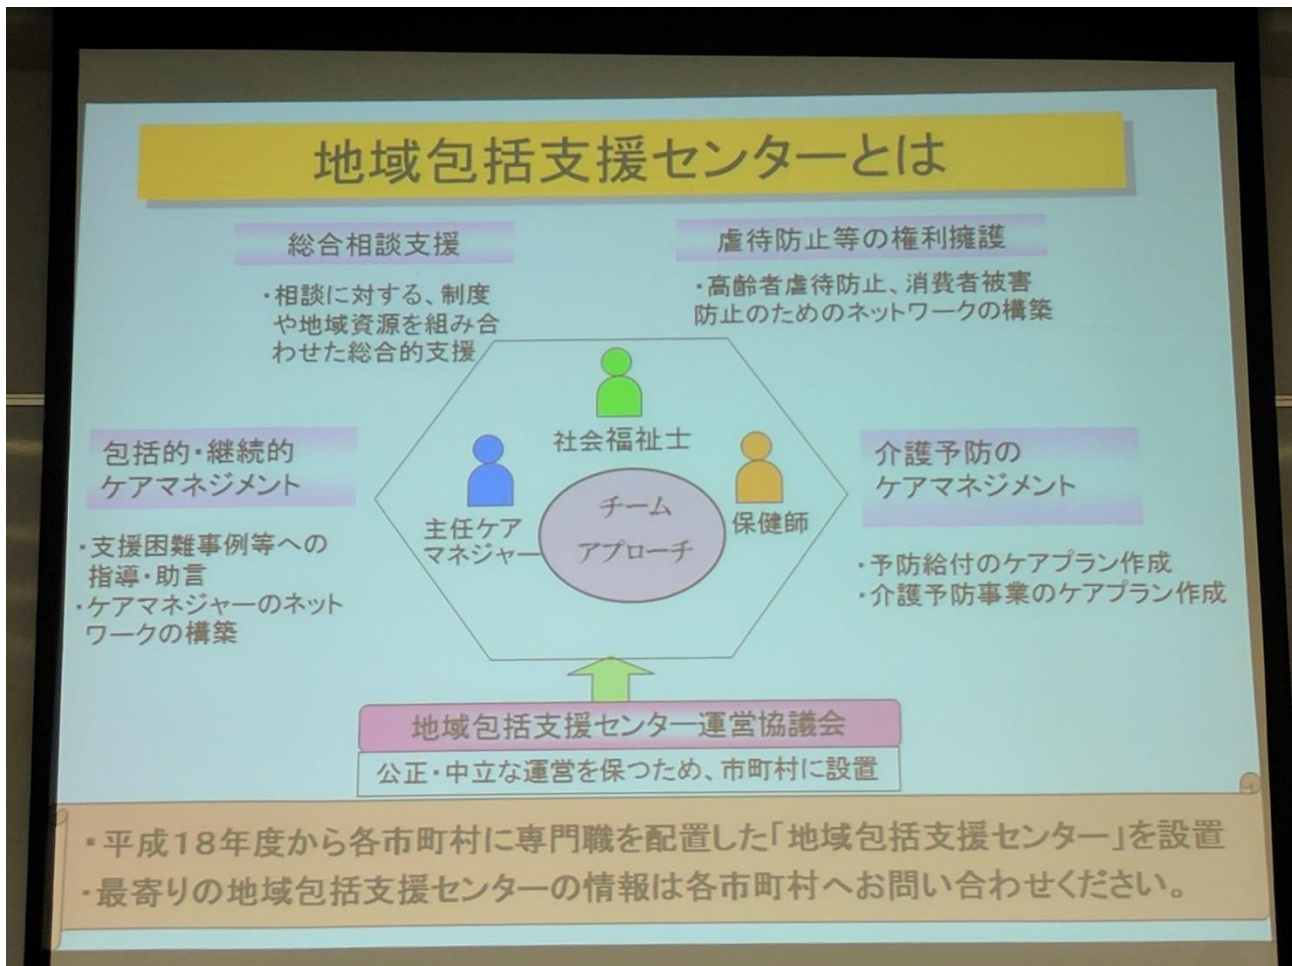 地域包括支援センターとは
総合相談支援
・相談に対する、制度
や地域資源を組み合
わせた総合的支援
虐待防止等の権利擁護
・高齢者虐待防止、消費者被害
防止のためのネットワークの構築
包括的・継続的
ケアマネジメント
・支援困難事例等への
指導・助言
・ケアマネジャーのネット
ワークの構築
社会福祉士
主任ケア
マネジャー
保健師
チーム
アプローチ
介護予防の
ケアマネジメント
・予防給付のケアプラン作成
・介護予防事業のケアプラン作成
地域包括支援センター運営協議会
公正・中立な運営を保つため、市町村に設置
・平成18年度から各市町村に専門職を配置した「地域包括支援センター」を設置
・最寄りの地域包括支援センターの情報は各市町村へお問い合わせください。